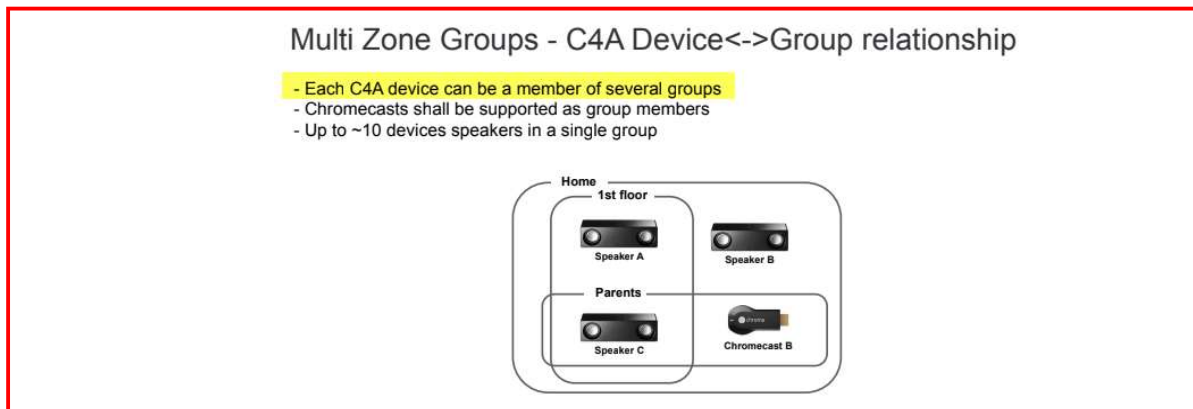 Multi Zone Groups - C4A Device<->Group relationship
- Each C4A device can be a member of several groups
- Chromecasts shall be supported as group members
- Up to ~10 devices speakers in a single group
Home
1st floor
Speaker A
Speaker B
Parents
chrome
Speaker C
Chromecast B